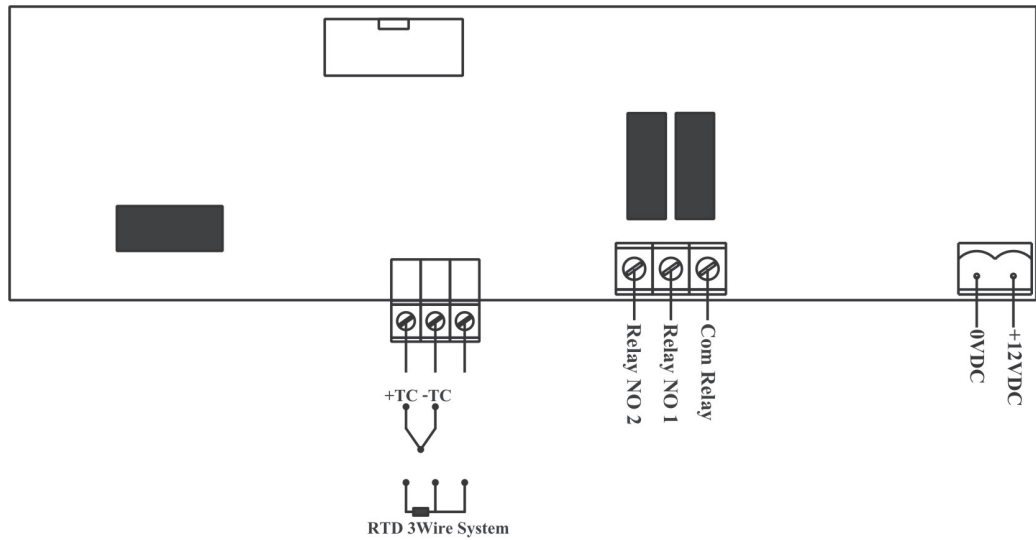 +TC -TC
RTD 3Wire System
Relay NO 2
Relay NO 1
Com Relay
0VDC
+12VDC